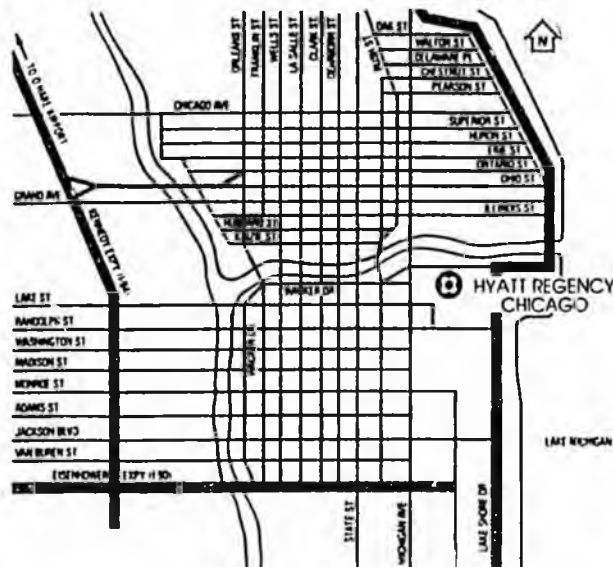 ORLEANS ST
FRANKLIN ST
WELLS ST
LA SALLE ST
CLARK ST
DEARBORN ST
RUSH ST
OAK ST
WALTON ST
DELAWARE PL
CHESTNUT ST
PEARSON ST
N
TO O'HARE AIRPORT
CHICAGO AVE
SUPERIOR ST
HURON ST
ERIE ST
ONTARIO ST
OHIO ST
GRAND AVE
ILLINOIS ST
HUBBARD ST
KINZIE ST
KENNEDY EXPY (I-94)
WACKER DR
HYATT REGENCY
CHICAGO
LAKE ST
RANDOLPH ST
WASHINGTON ST
WACKER DR
MADISON ST
MONROE ST
ADAMS ST
JACKSON BLVD
LAKE MICHIGAN
VAN BUREN ST
EISENHOWER EXPY (I-90)
STATE ST
MICHIGAN AVE
LAKE SHORE DR